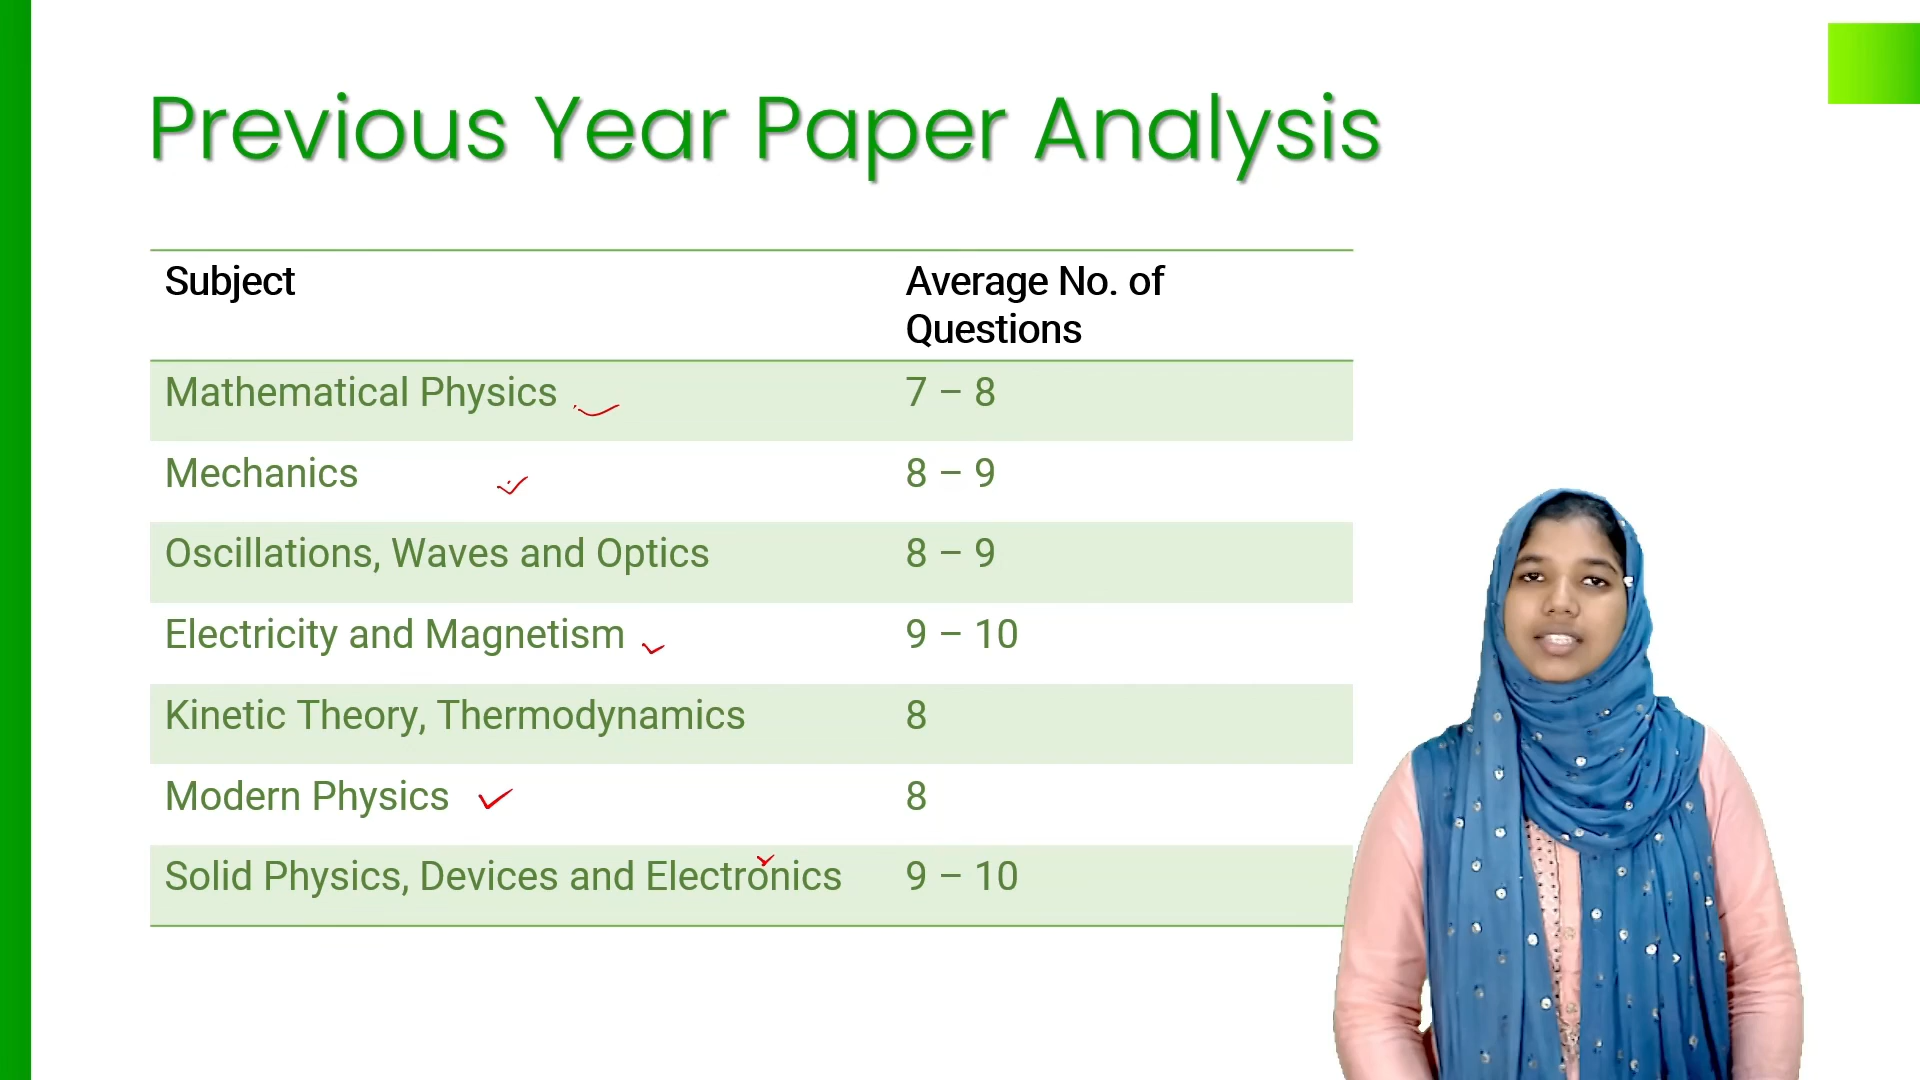 Previous Year Paper Analysis
Subject
Average No. of
Questions
Mathematical Physics 7 – 8
Mechanics 8 – 9
Oscillations, Waves and Optics 8 – 9
Electricity and Magnetism 9 – 10
Kinetic Theory, Thermodynamics 8
Modern Physics 8
Solid Physics, Devices and Electronics 9 – 10